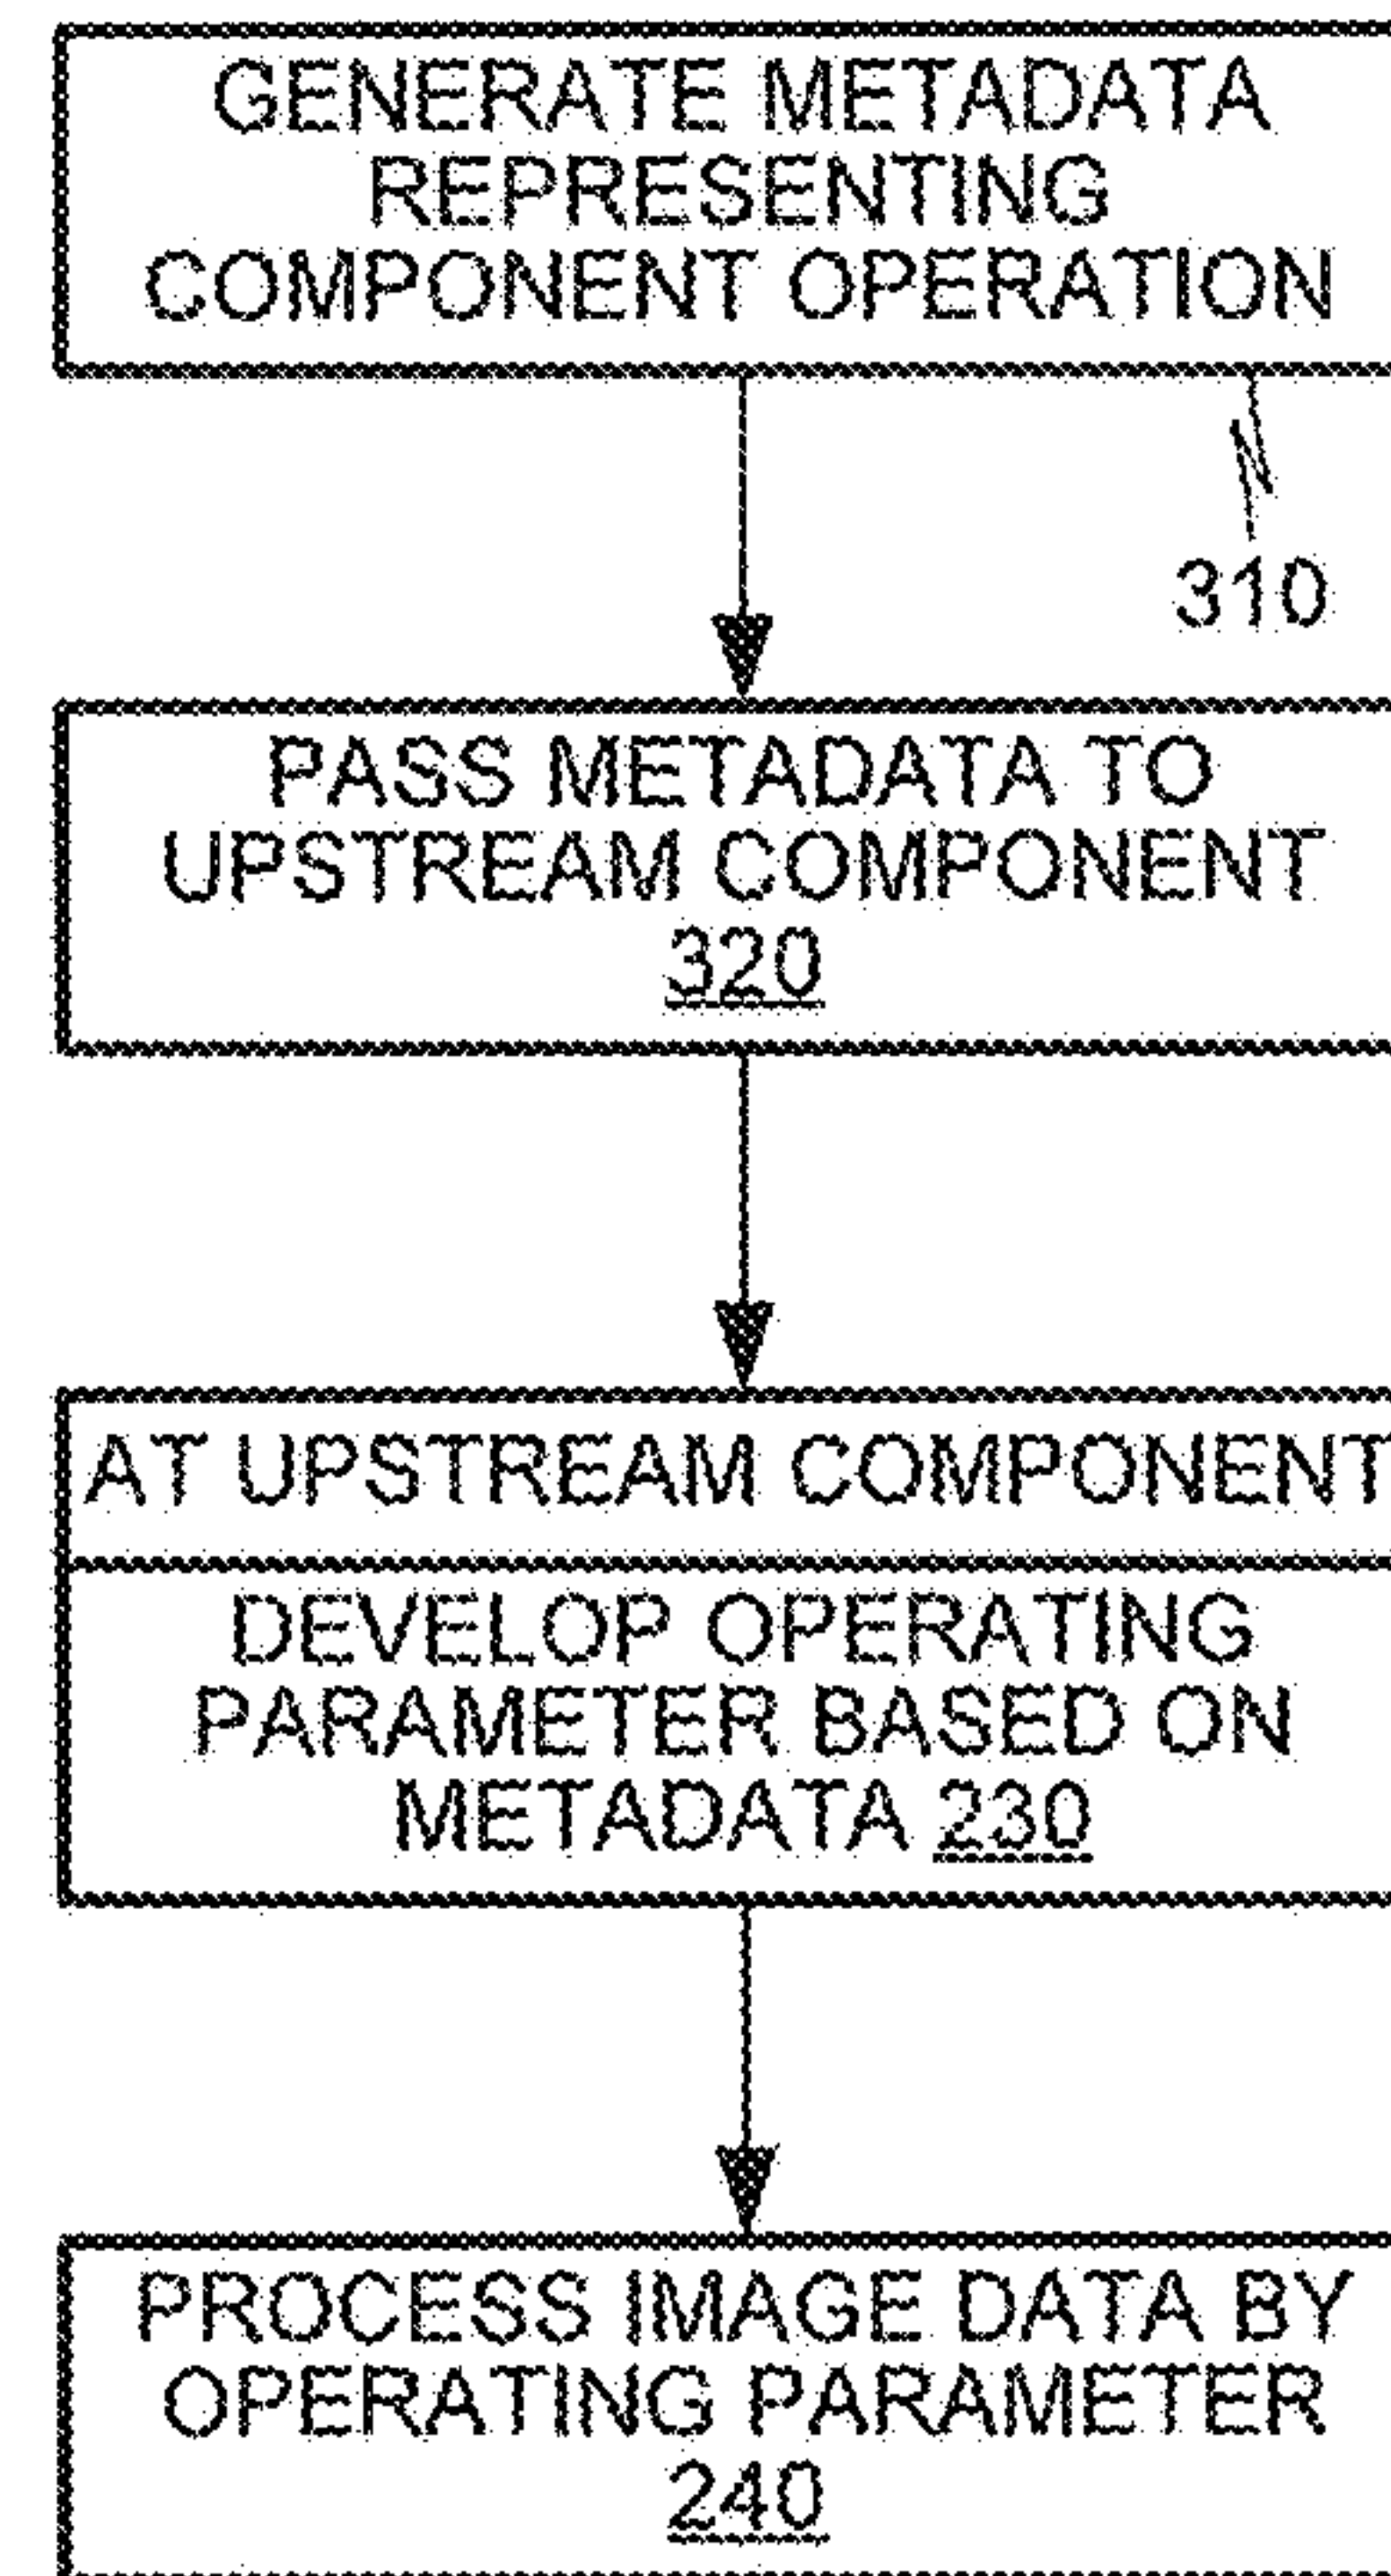 GENERATE METADATA
REPRESENTING
COMPONENT OPERATION
310
PASS METADATA TO
UPSTREAM COMPONENT
320
AT UPSTREAM COMPONENT
DEVELOP OPERATING
PARAMETER BASED ON
METADATA 230
PROCESS IMAGE DATA BY
OPERATING PARAMETER
240